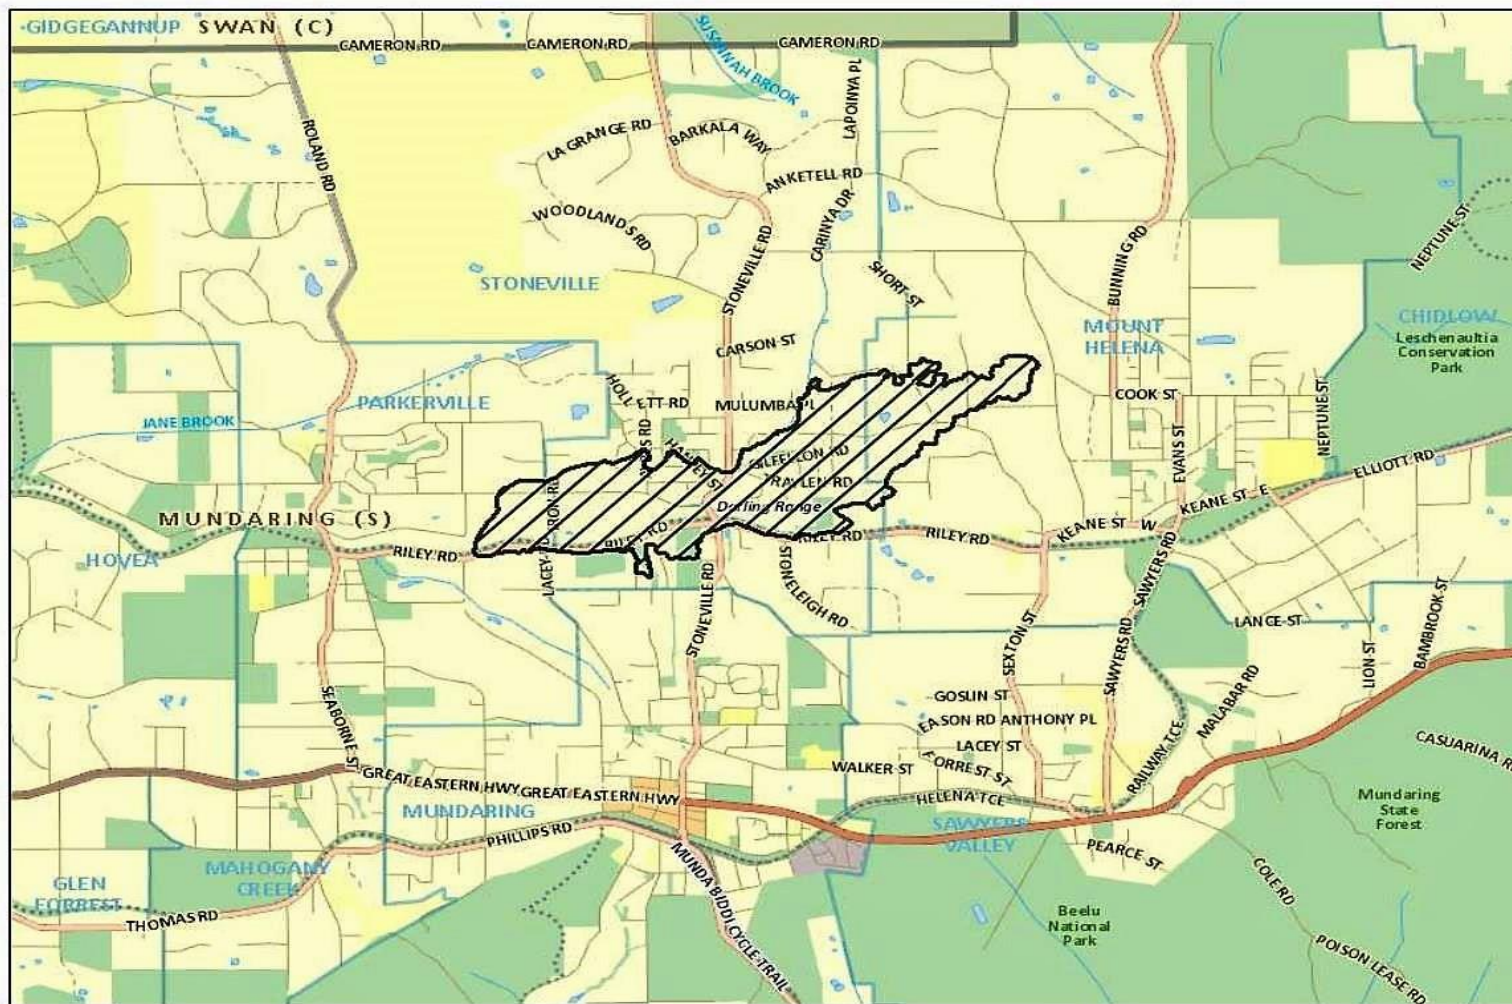 GIDGEGANNUP
SWAN (C)
CAMERON RD
CAMERON RD
CAMERON RD
SUSANNAH BROOK
LAPOINYA PL
ROLAND RD
LA GRANGE RD
BARKALA WAY
ANKETELL RD
WOODLANDS RD
CARINYA DR
STONEVILLE RD
SHORT ST
BUNNING RD
NEPTUNE ST
STONEVILLE
CARSON ST
MOUNT
HELENA
CHIDLOW
Leschenaultia
Conservation
Park
PARKERVILLE
JANE BROOK
MULUMBA PL
COOK ST
NEPTUNE ST
EVANS ST
ELLIOTT RD
KEANE ST E
KEANE ST W
MUNDARING (S)
HOVEA
RILEY RD
RILEY RD
RILEY RD
RILEY RD
Darling Range
STONEVILLE RD
STONELEIGH RD
SEXTON ST
SAWYERS RD
SAWYERS RD
LANCE ST
LION ST
BAMBROOK ST
MALABAR RD
SEABORNE ST
GOSLIN ST
EASON RD
ANTHONY PL
LACEY ST
FORREST ST
WALKER ST
HELENA TCE
RAILWAY TCE
CASUARINA R
GREAT EASTERN HWY
GREAT EASTERN HWY
MUNDARING
PHILLIPS RD
SAWYERS
VALLEY
PEARCE ST
Mundaring
State
Forest
MAHOGANY
CREEK
GLEN
FORREST
THOMAS RD
MUNDA BIDDI CYCLE TRAIL
Beelu
National
Park
COLE RD
POISON LEASE RD